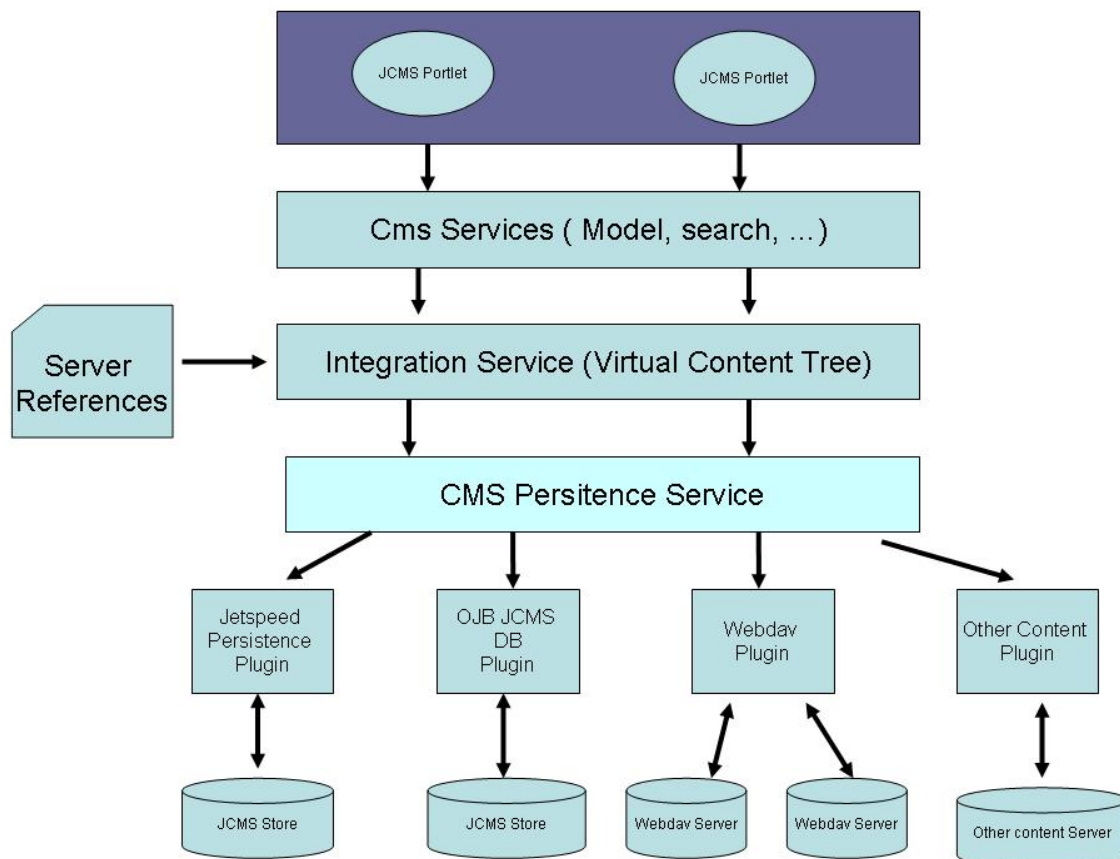 JCMS Portlet
JCMS Portlet
Cms Services ( Model, search, ...)
Server
References
Integration Service (Virtual Content Tree)
CMS Persitence Service
Jetspeed
Persistence
Plugin
OJB JCMS
DB
Plugin
Webdav
Plugin
Other Content
Plugin
JCMS Store
JCMS Store
Webdav Server
Webdav Server
Other content Server